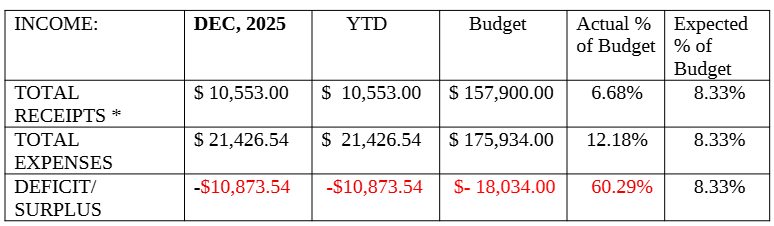 INCOME: DEC, 2025 YTD Budget Actual % Expected
of Budget % of
Budget
TOTAL $ 10,553.00 $ 10,553.00 $ 157,900.00 6.68% 8.33%
RECEIPTS *
TOTAL $ 21,426.54 $ 21,426.54 $ 175,934.00 12.18% 8.33%
EXPENSES
DEFICIT/ -$10,873.54 -$10,873.54 $- 18,034.00 60.29% 8.33%
SURPLUS